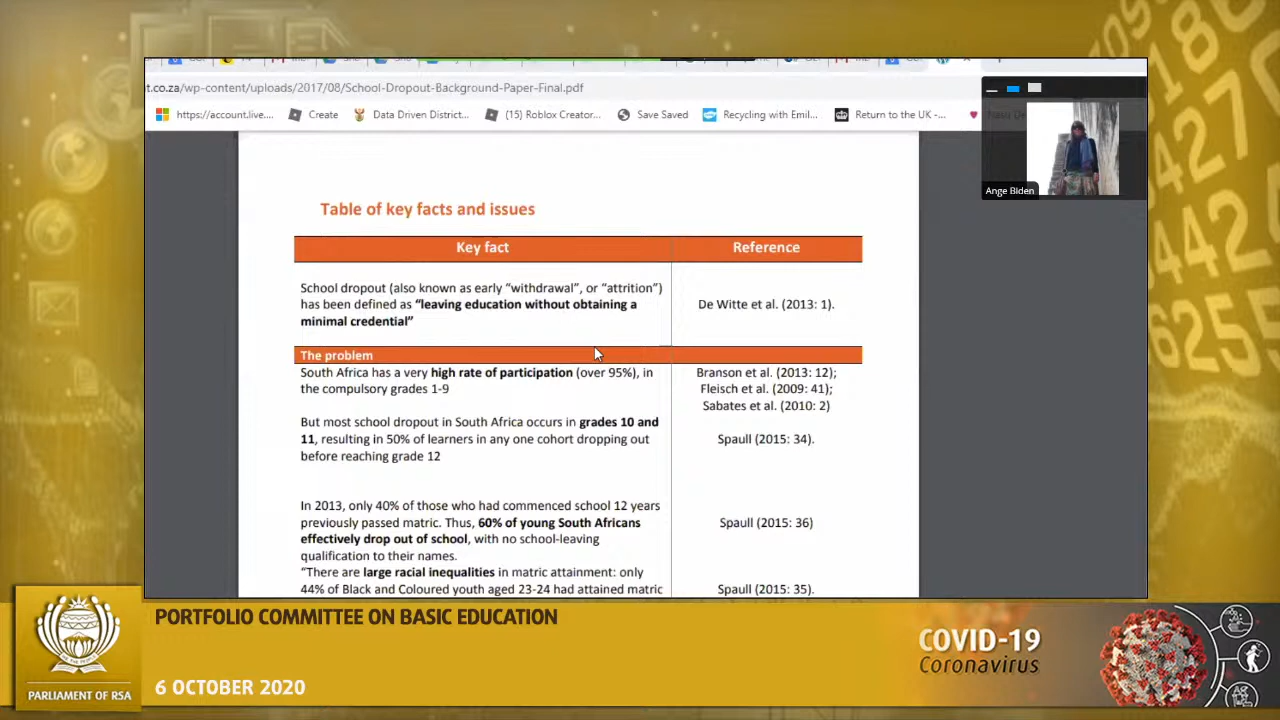 t.co.za/wp-content/uploads/2017/08/School-Dropout-Background-Paper-Final.pdf
https://account.live.... Create Data Driven District... (15) Roblox Creator... Save Saved Recycling with Emil... Return to the UK -...
Ange Biden
Table of key facts and issues
Key fact Reference
School dropout (also known as early “withdrawal”, or “attrition”)
has been defined as “leaving education without obtaining a
minimal credential”
De Witte et al. (2013: 1).
The problem
South Africa has a very high rate of participation (over 95%), in
the compulsory grades 1-9
Branson et al. (2013: 12);
Fleisch et al. (2009: 41);
Sabates et al. (2010: 2)
But most school dropout in South Africa occurs in grades 10 and
11, resulting in 50% of learners in any one cohort dropping out
before reaching grade 12
Spaull (2015: 34).
In 2013, only 40% of those who had commenced school 12 years
previously passed matric. Thus, 60% of young South Africans
effectively drop out of school, with no school-leaving
qualification to their names.
Spaull (2015: 36)
“There are large racial inequalities in matric attainment: only
44% of Black and Coloured youth aged 23-24 had attained matric
Spaull (2015: 35).
PORTFOLIO COMMITTEE ON BASIC EDUCATION
6 OCTOBER 2020
PARLIAMENT OF RSA
COVID-19
Coronavirus